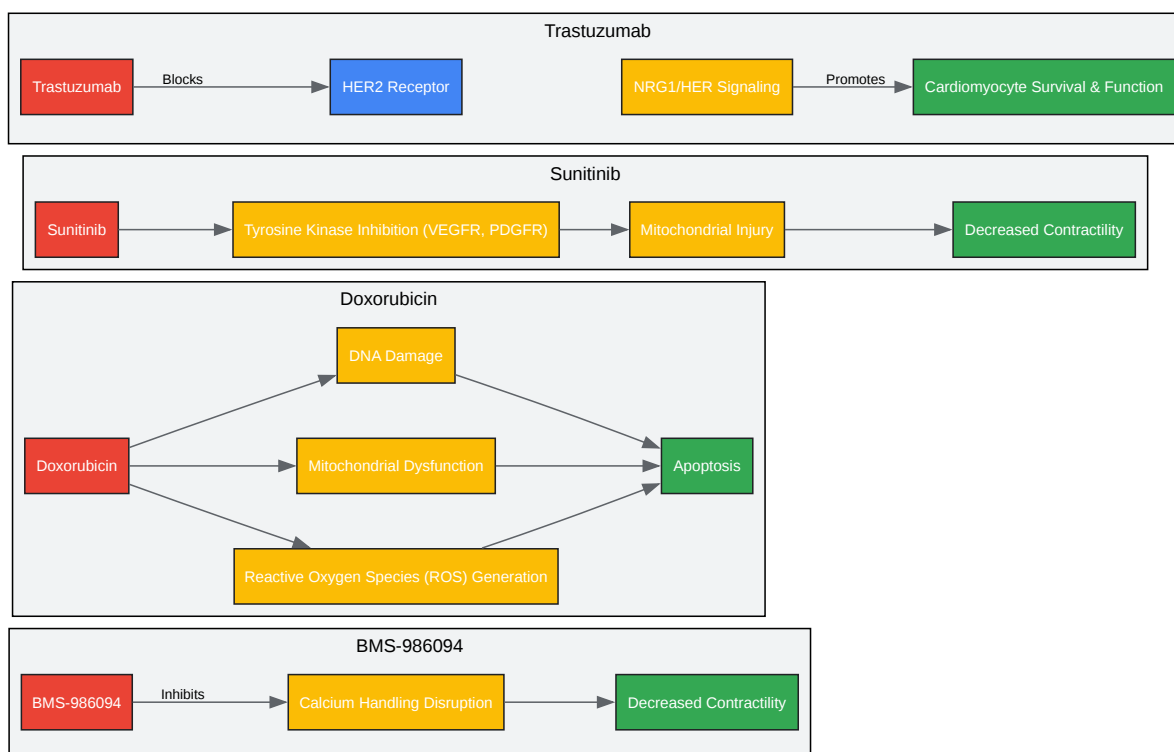 Trastuzumab
Trastuzumab
Blocks
HER2 Receptor
NRG1/HER Signaling
Promotes
Cardiomyocyte Survival & Function
Sunitinib
Sunitinib
Tyrosine Kinase Inhibition (VEGFR, PDGFR)
Mitochondrial Injury
Decreased Contractility
Doxorubicin
DNA Damage
Doxorubicin
Mitochondrial Dysfunction
Apoptosis
Reactive Oxygen Species (ROS) Generation
BMS-986094
BMS-986094
Inhibits
Calcium Handling Disruption
Decreased Contractility